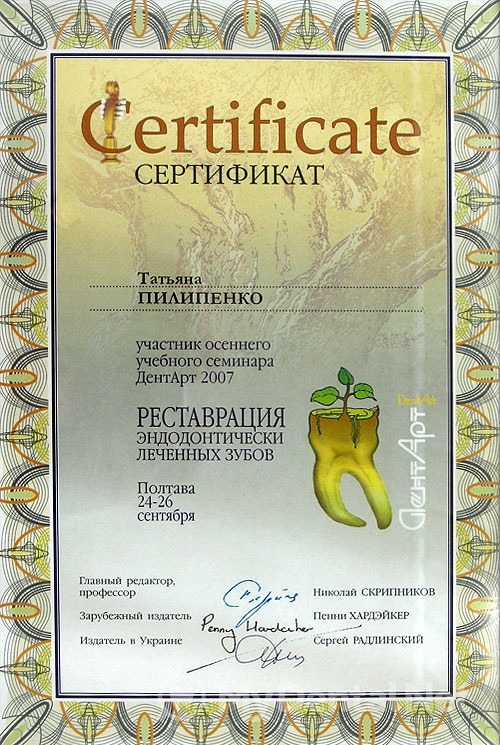 Certificate
СЕРТИФИКАТ
Татьяна
ПИЛИПЕНКО
участник осеннего
учебного семинара
ДентАрт 2007
РЕСТАВРАЦИЯ
ЭНДОДОНТИЧЕСКИ
ЛЕЧЕННЫХ ЗУБОВ
Полтава
24-26
сентября
DentArt
ДентАрт
Главный редактор,
профессор
Николай СКРИПНИКОВ
Зарубежный издатель
Penny Hardaker
Пенни ХАРДЭЙКЕР
Издатель в Украине
Сергей РАДЛИНСКИЙ